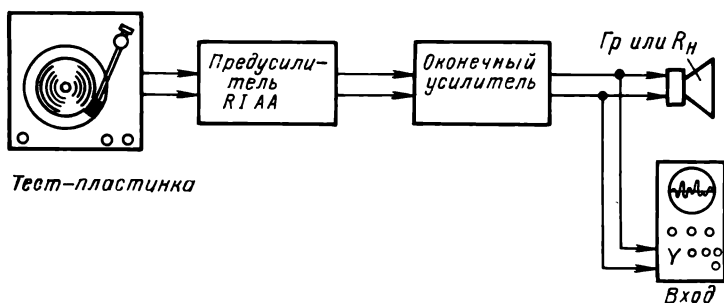 Предусили-
тель
RIAA
Оконечный
усилитель
Гр или Rн
Тест-пластинка
Y
Вход